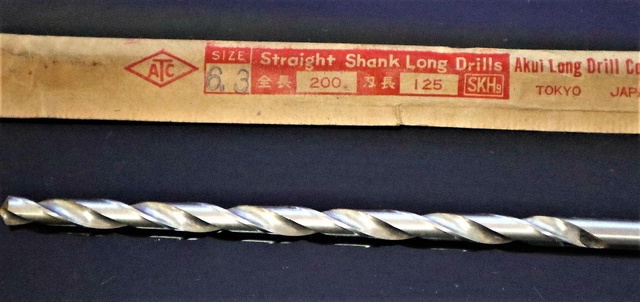 ATC
SIZE
6.3
Straight Shank Long Drills
全長 200 刃長 125 SKH9
Akui Long Drill Co
TOKYO JAPA